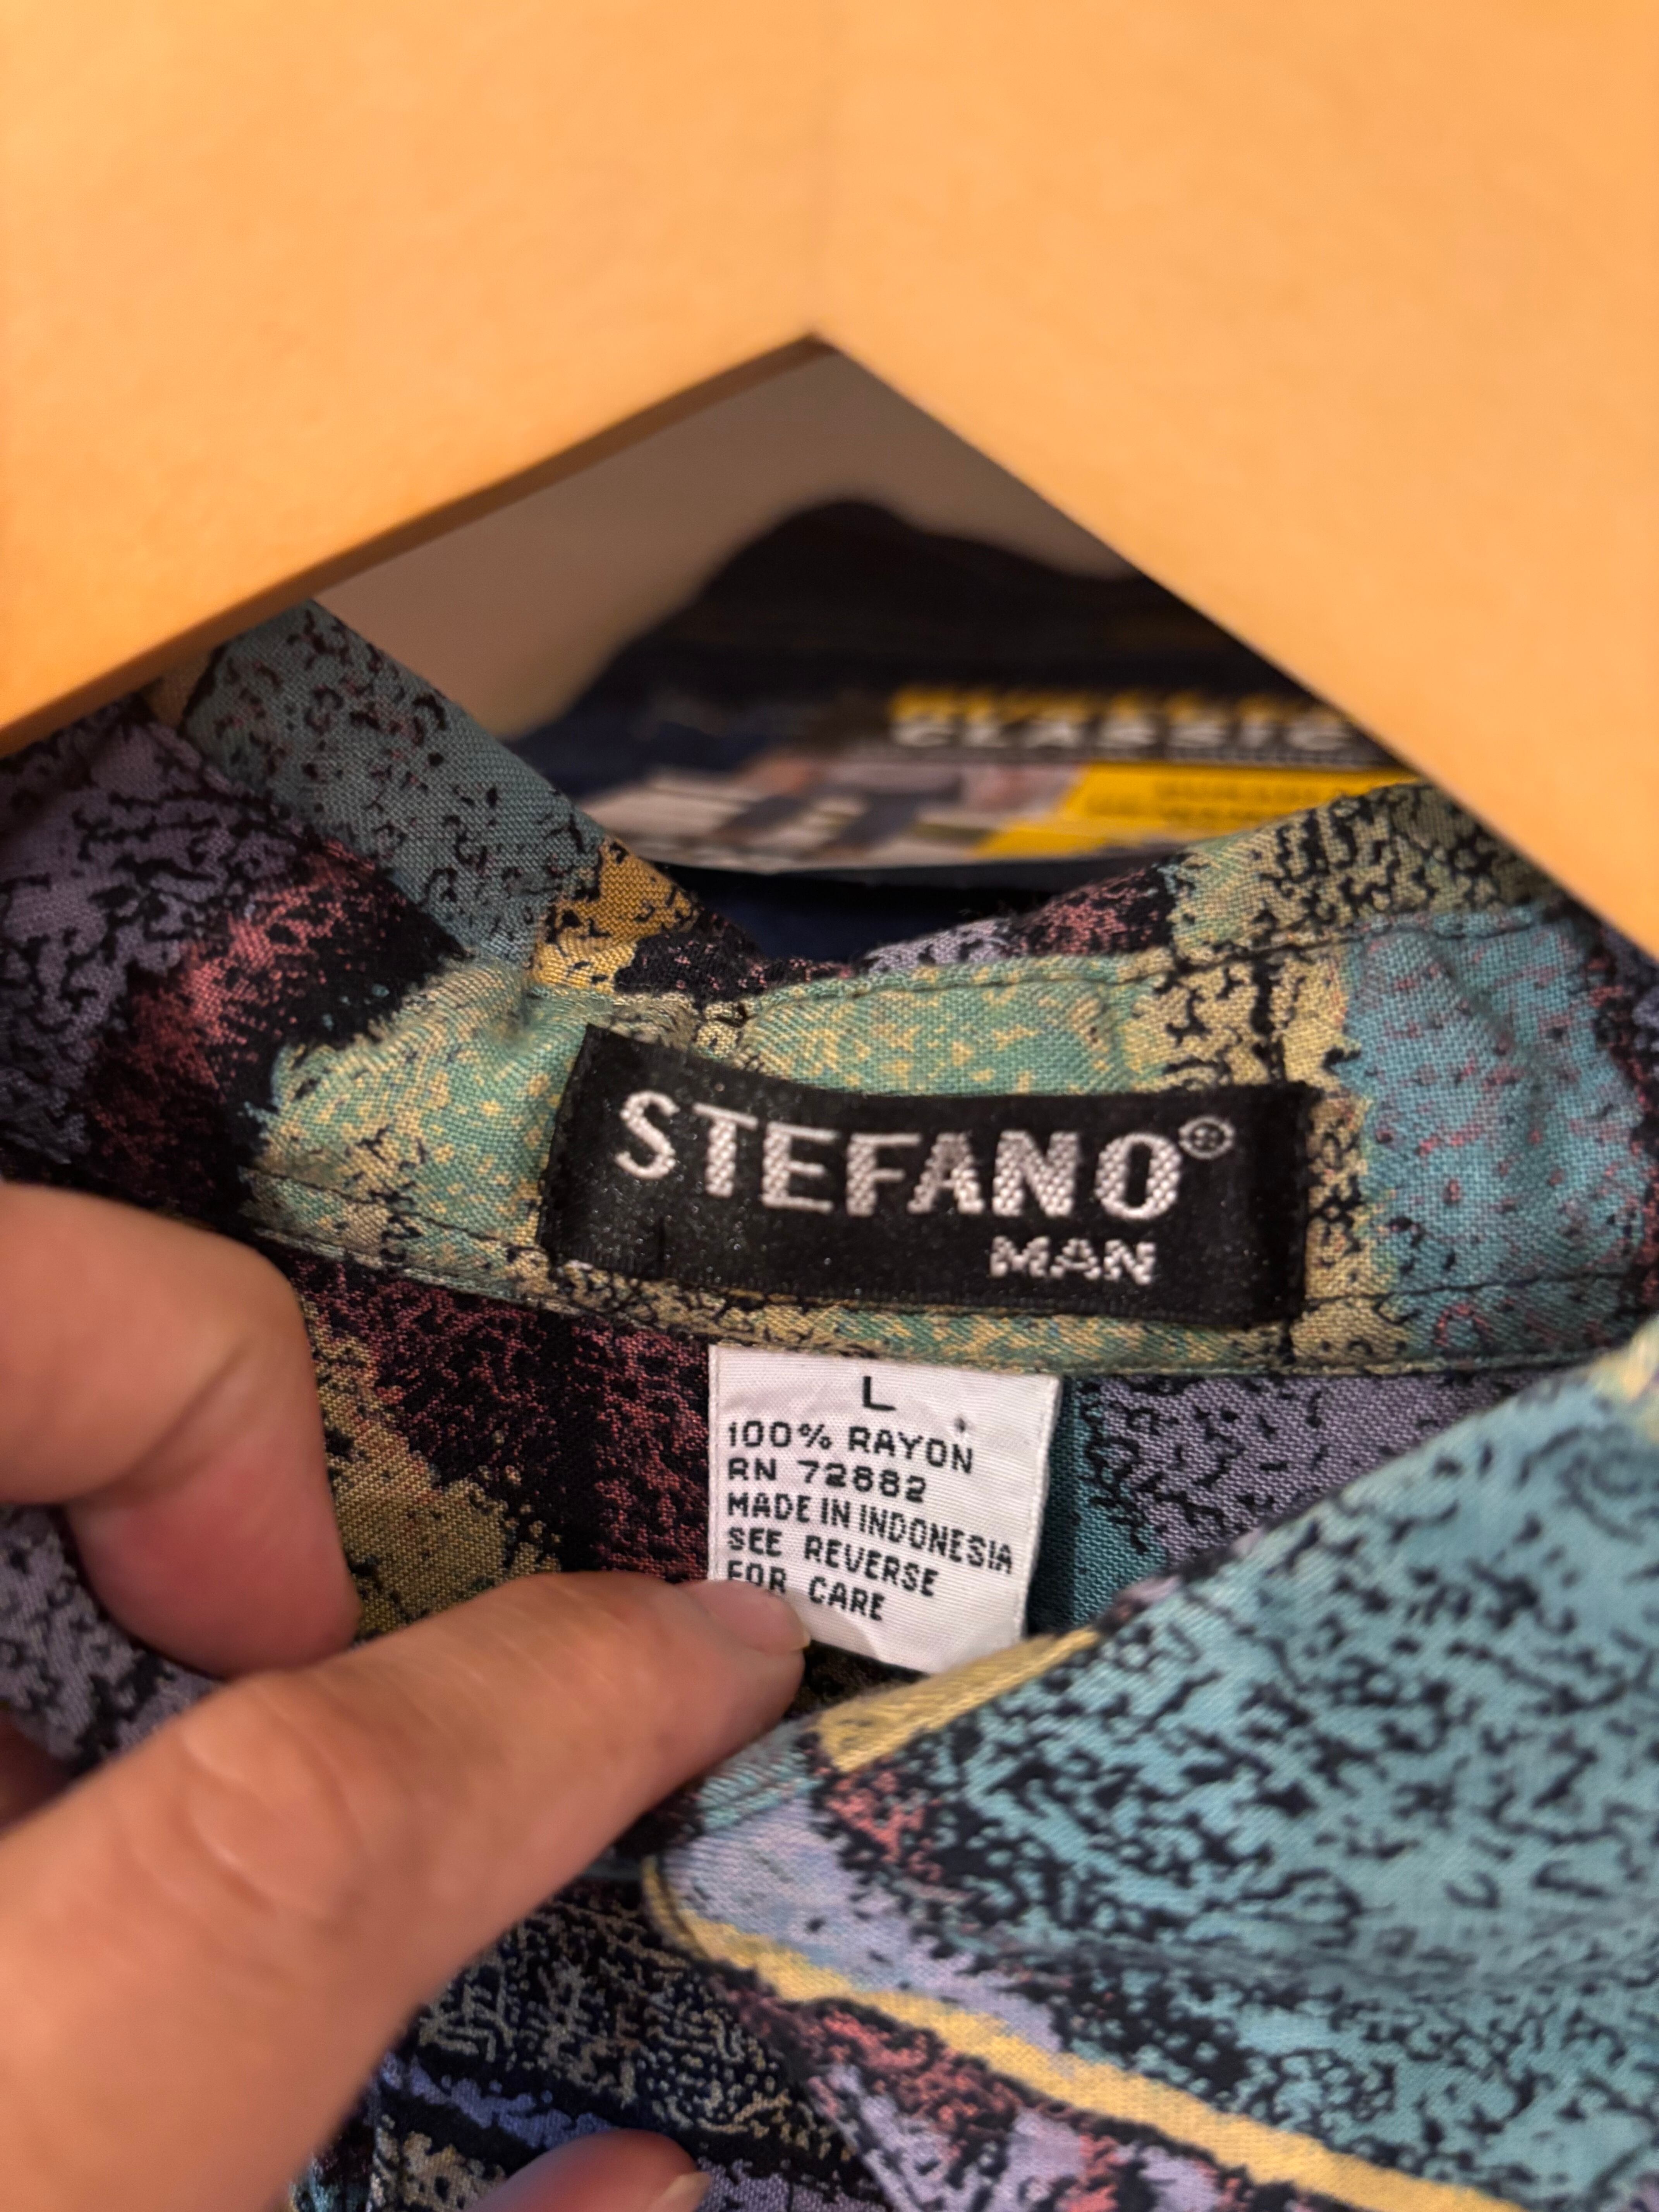 CLASSIC
STEFANO®
MAN
L
100% RAYON
RN 72882
MADE IN INDONESIA
SEE REVERSE
FOR CARE